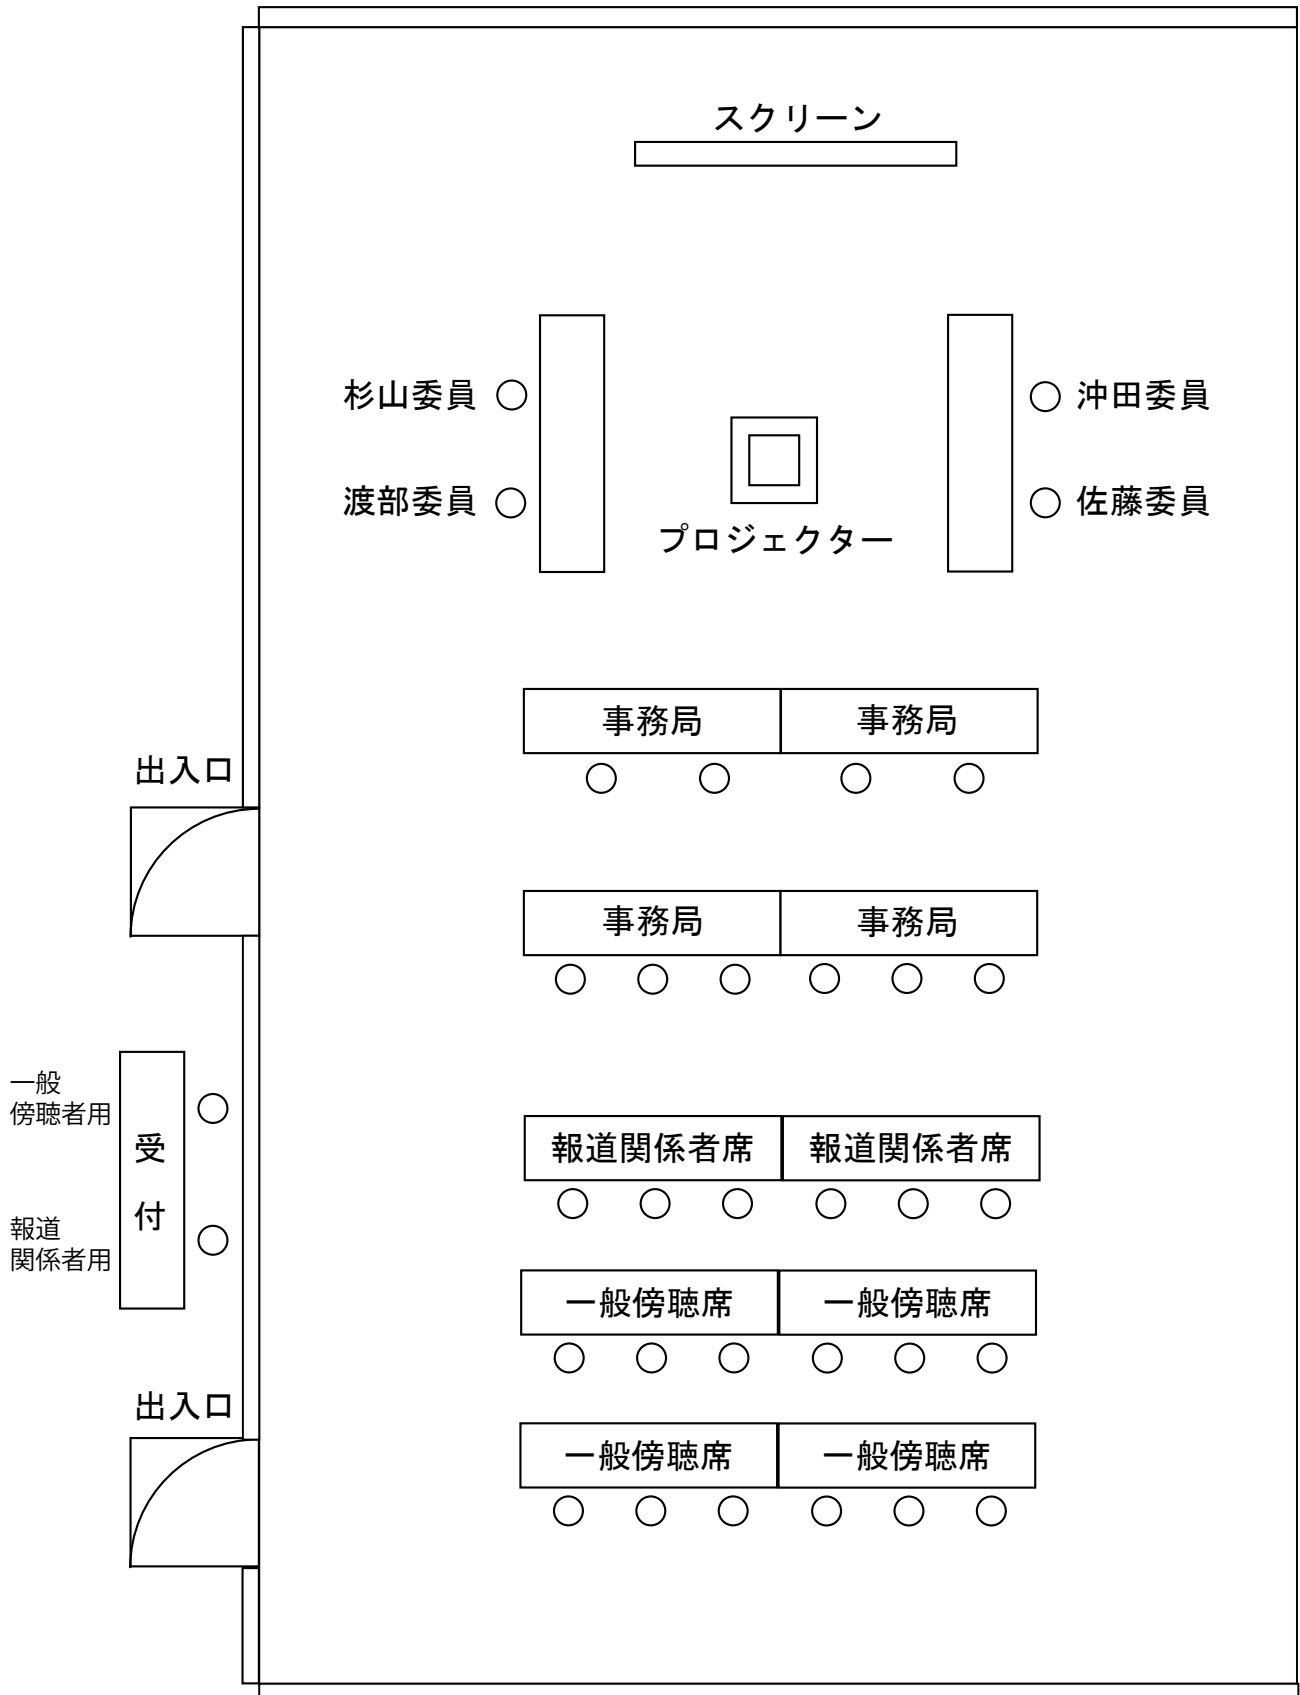 スクリーン
杉山委員
沖田委員
渡部委員
佐藤委員
プロジェクター
事務局
事務局
出入口
事務局
事務局
一般
傍聴者用
受
付
報道
関係者用
報道関係者席
報道関係者席
一般傍聴席
一般傍聴席
出入口
一般傍聴席
一般傍聴席